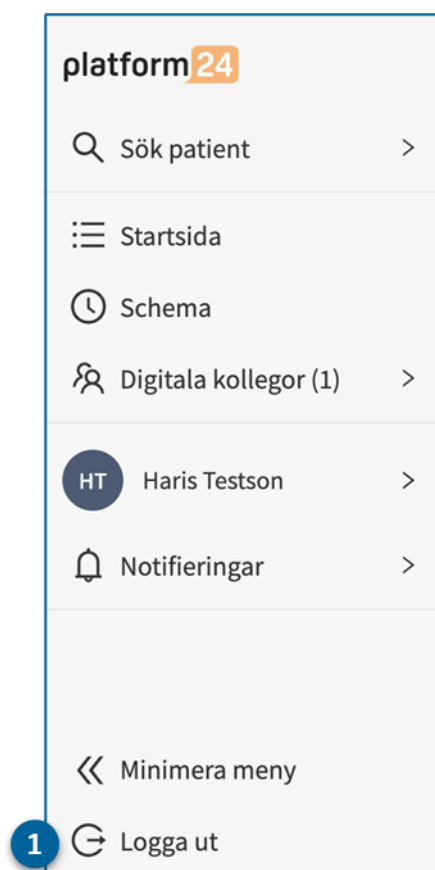 platform24
Sök patient
Startsida
Schema
Digitala kollegor (1)
HT Haris Testson
Notifieringar
Minimera meny
1 Logga ut